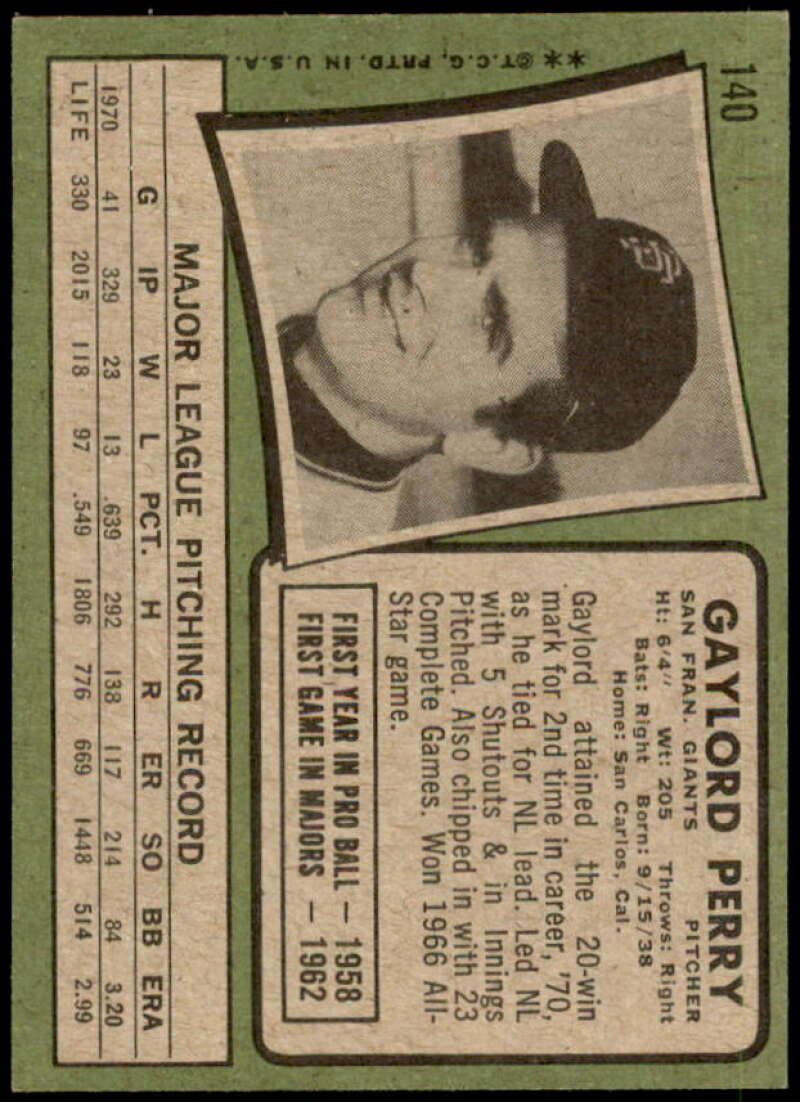 140
**©T.C.G. PRTD. IN U.S.A.
SF
GAYLORD PERRY
SAN FRAN. GIANTS PITCHER
Ht: 6'4" Wt: 205 Throws: Right
Bats: Right Born: 9/15/38
Home: San Carlos, Cal.
Gaylord attained the 20-win
mark for 2nd time in career, '70,
as he tied for NL lead. Led NL
with 5 Shutouts & in Innings
Pitched. Also chipped in with 23
Complete Games. Won 1966 All-
Star game.
FIRST YEAR IN PRO BALL — 1958
FIRST GAME IN MAJORS — 1962
MAJOR LEAGUE PITCHING RECORD
G IP W L PCT. H R ER SO BB ERA
1970 41 329 23 13 .639 292 138 117 214 84 3.20
LIFE 330 2015 118 97 .549 1806 776 669 1448 514 2.99